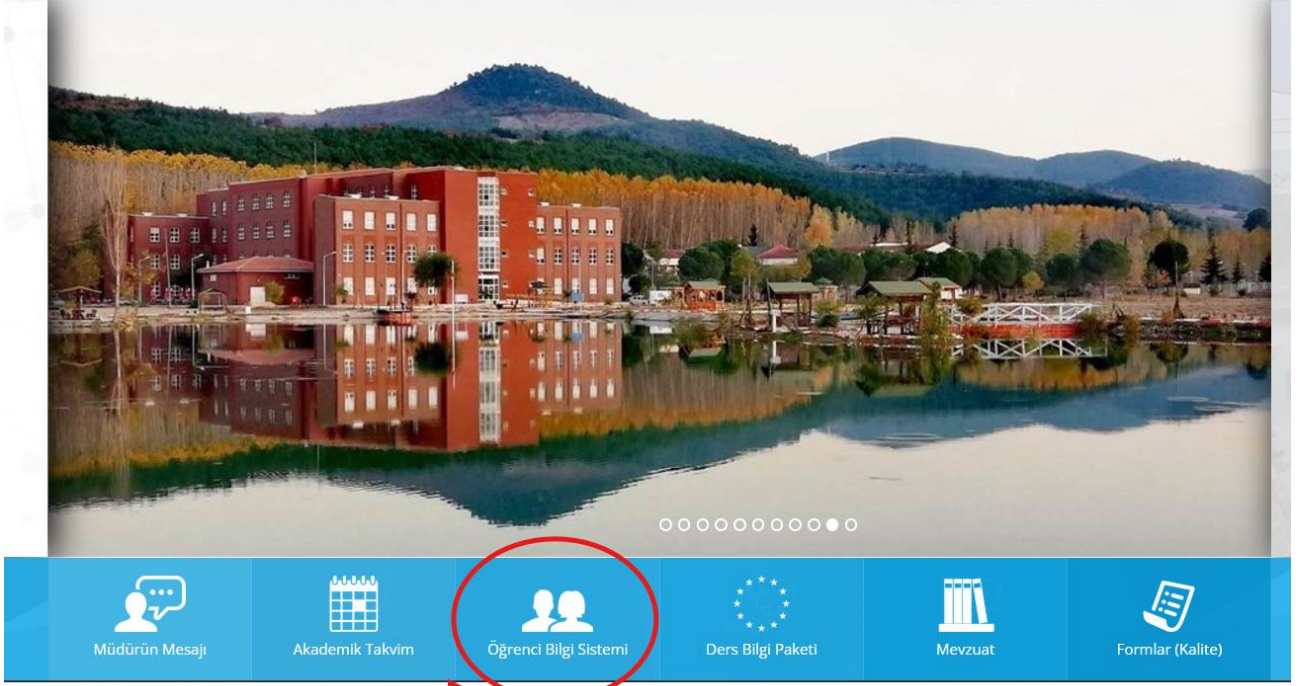 Müdürün Mesajı
Akademik Takvim
Öğrenci Bilgi Sistemi
Ders Bilgi Paketi
Mevzuat
Formlar (Kalite)